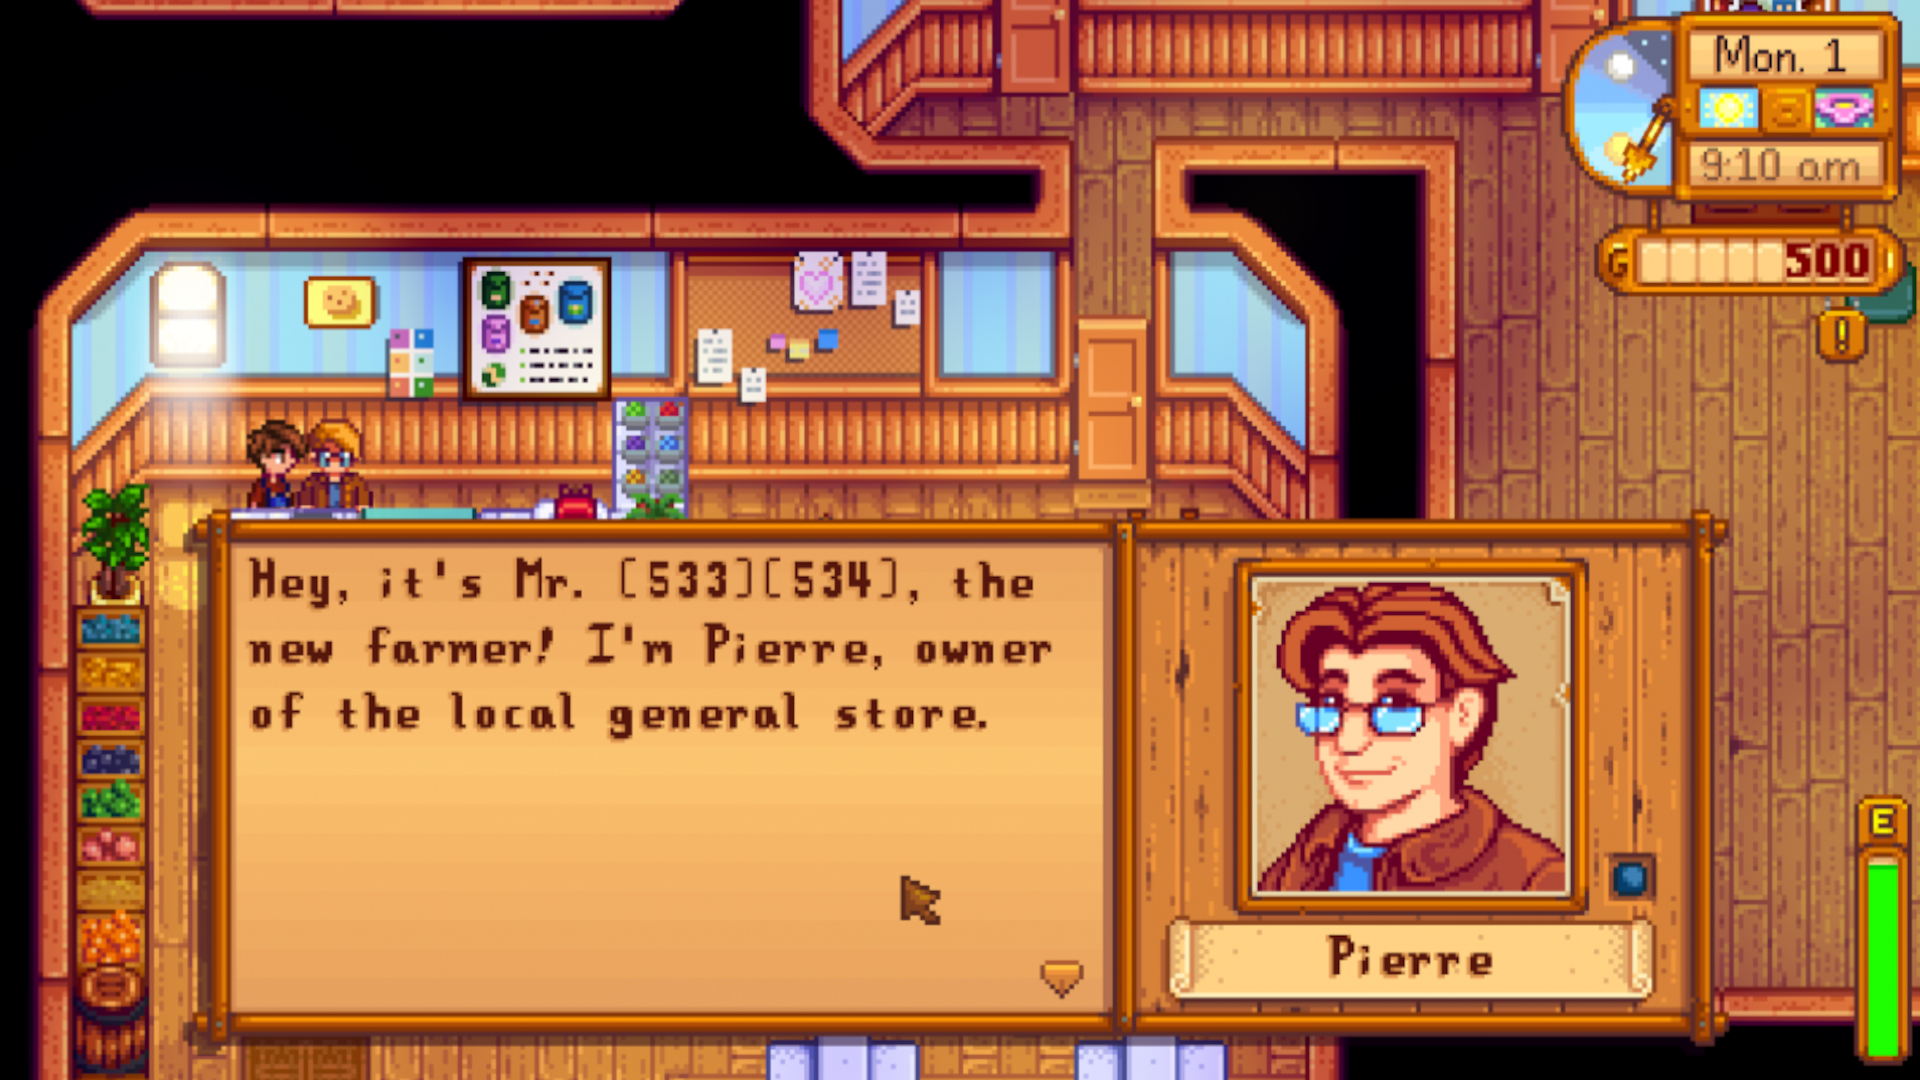 Mon. 1
9:10 am
G 500
!
Hey, it's Mr. [533][534], the
new farmer! I'm Pierre, owner
of the local general store.
Pierre
E